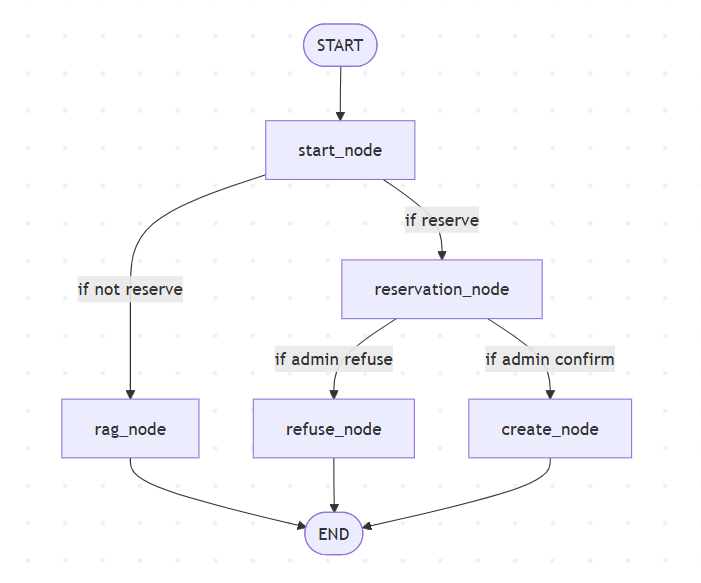 START
start_node
if reserve
if not reserve
reservation_node
if admin refuse
if admin confirm
rag_node
refuse_node
create_node
END